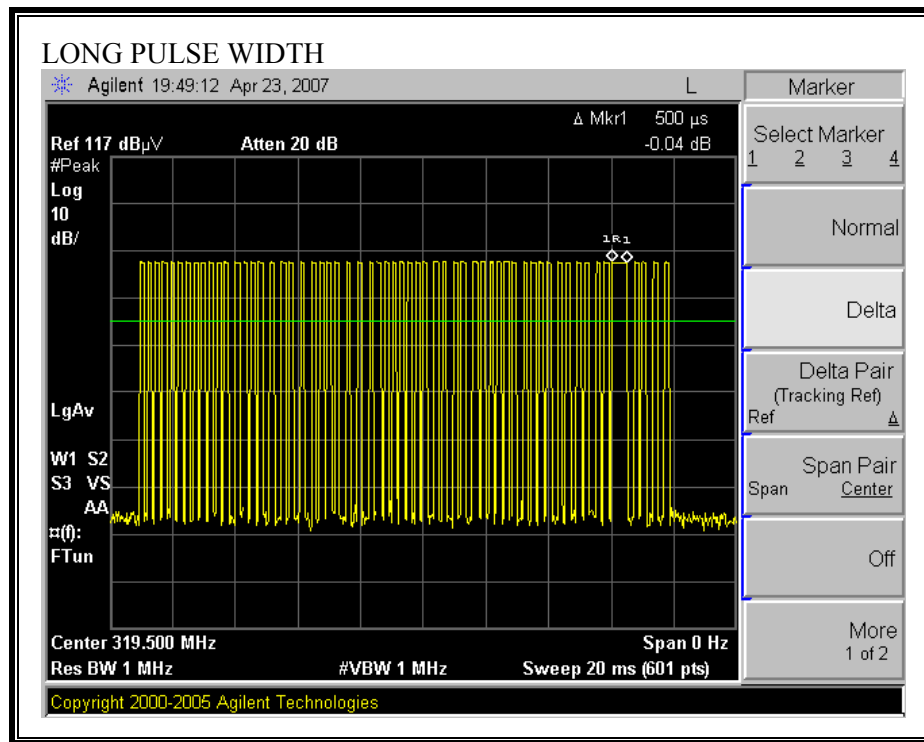 LONG PULSE WIDTH
Agilent 19:49:12 Apr 23, 2007 L
Marker
Δ Mkr1 500 µs
Ref 117 dBµV Atten 20 dB -0.04 dB
#Peak
Log
10
dB/
1R 1
LgAv
W1 S2
S3 VS
AA
¤(f):
FTun
Center 319.500 MHz Span 0 Hz
Res BW 1 MHz #VBW 1 MHz Sweep 20 ms (601 pts)
Select Marker
1 2 3 4
Normal
Delta
Delta Pair
(Tracking Ref)
Ref Δ
Span Pair
Span Center
Off
More
1 of 2
Copyright 2000-2005 Agilent Technologies